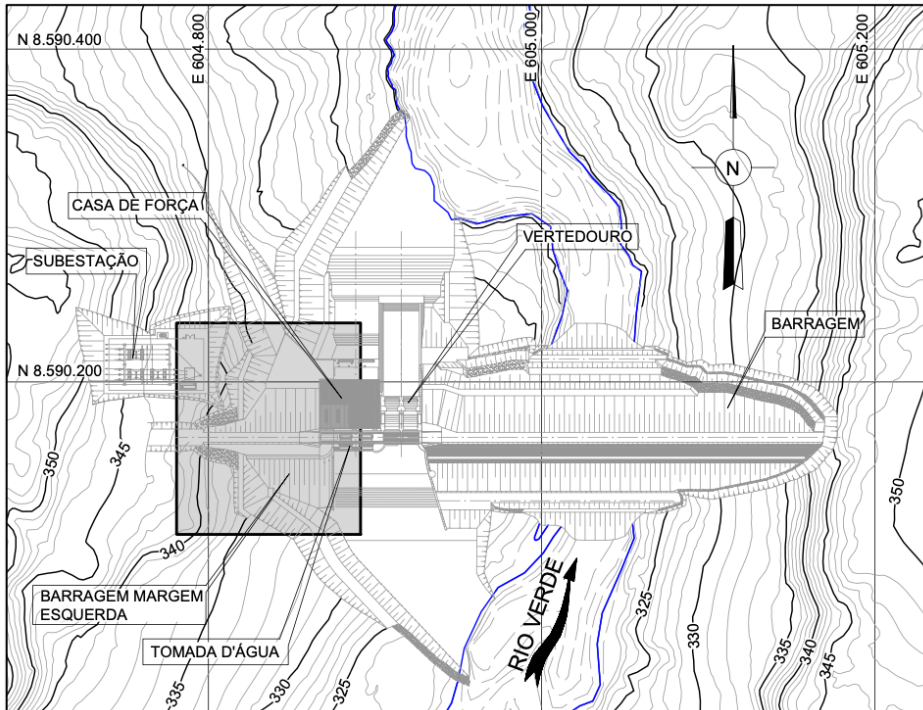 N 8.590.400
E 604.800
E 605.000
E 605.200
N
CASA DE FORÇA
SUBESTAÇÃO
VERTEDOURO
BARRAGEM
N 8.590.200
350
345
340
350
BARRAGEM MARGEM
ESQUERDA
TOMADA D'ÁGUA
RIO VERDE
335
330
325
325
330
335
340
345